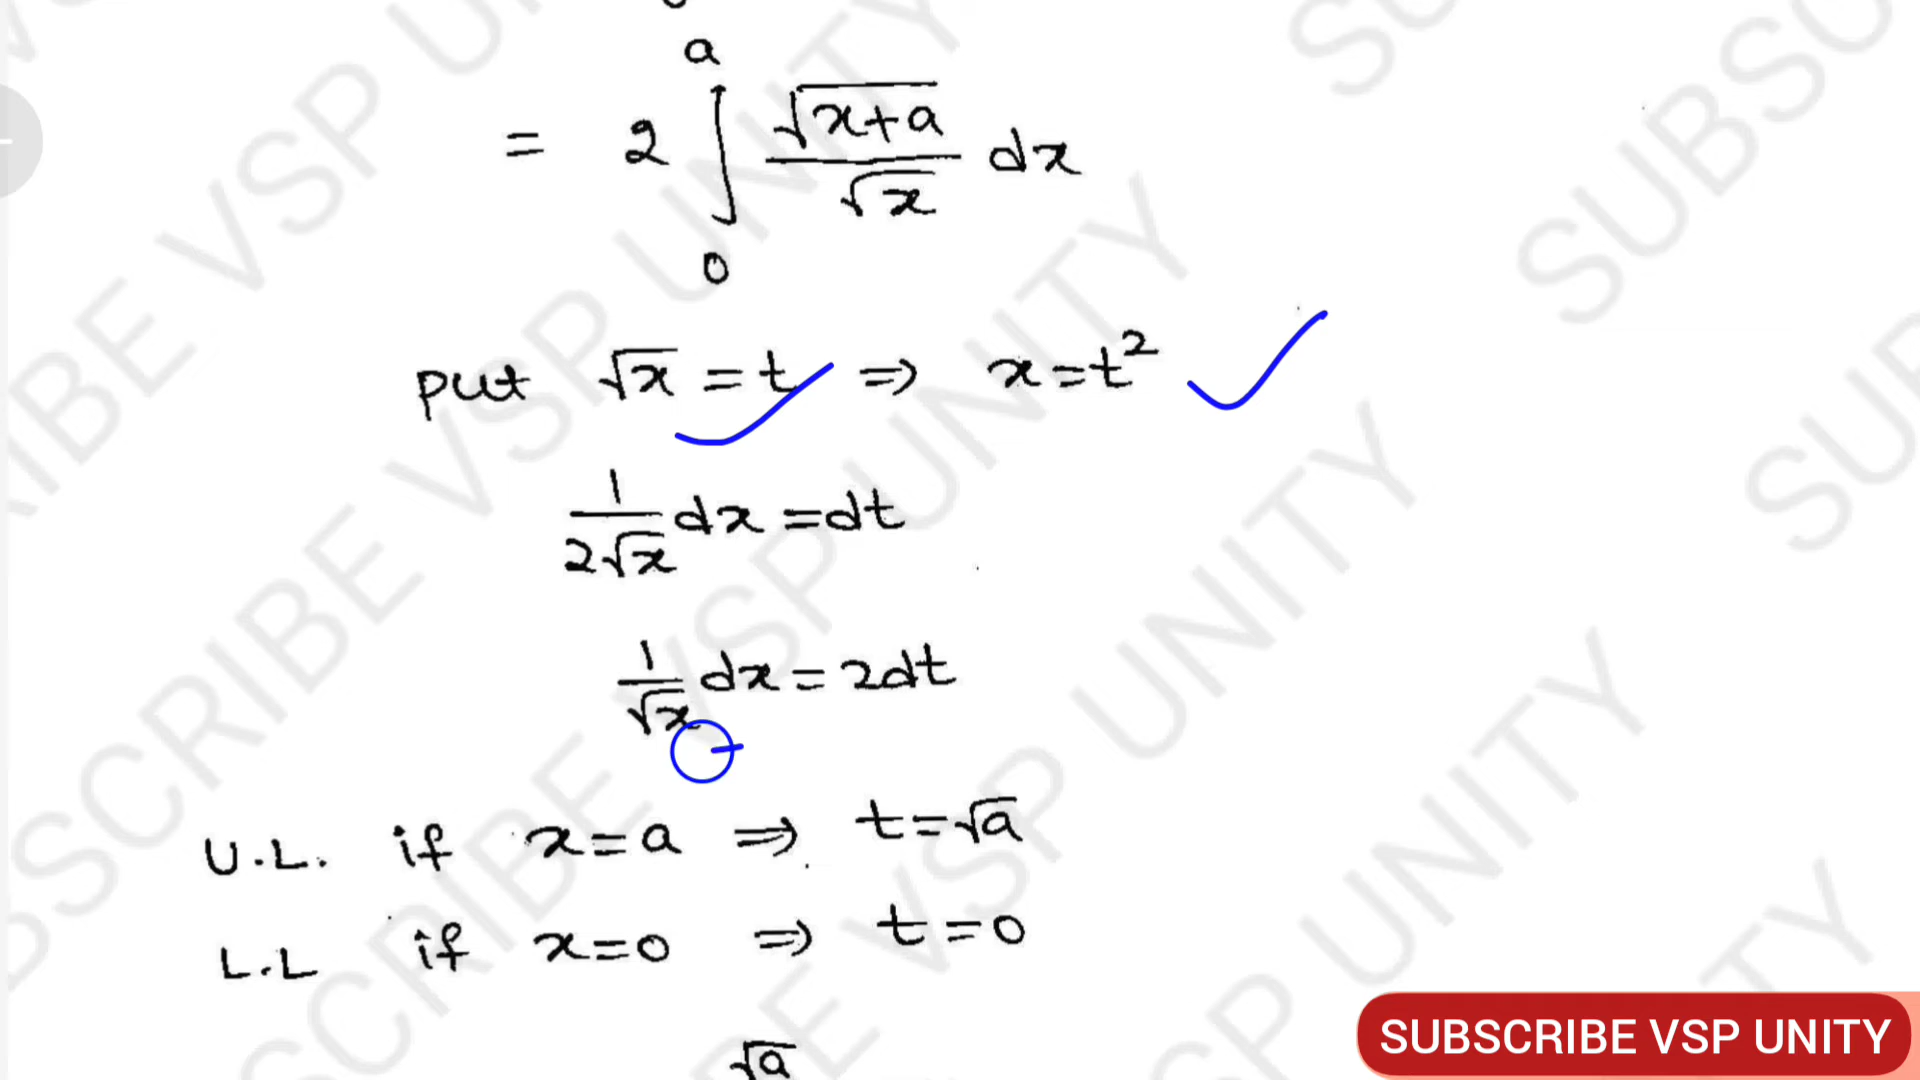 = 2 ∫₀ᵃ √(x+a)/√x dx
put √x = t ⇒ x = t²
1/(2√x) dx = dt
1/√x dx = 2dt
U.L. if x = a ⇒ t = √a
L.L if x = 0 ⇒ t = 0
√a
SUBSCRIBE VSP UNITY